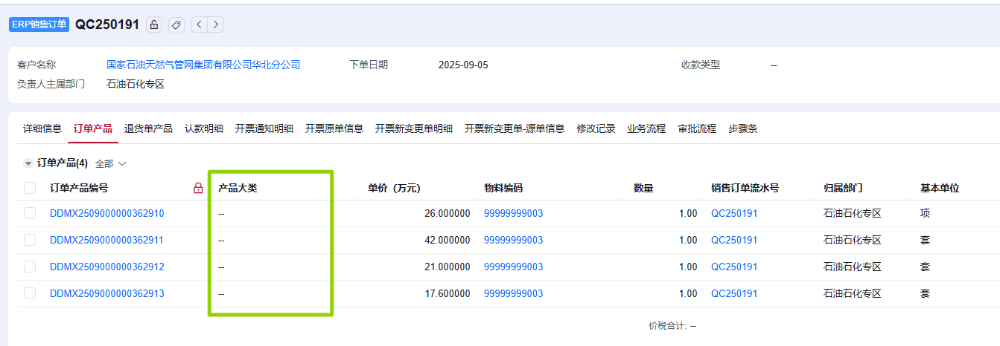 ERP销售订单 QC250191
客户名称 国家石油天然气管网集团有限公司华北分公司 下单日期 2025-09-05 收款类型 --
负责人主属部门 石油石化专区
详细信息 订单产品 退货单产品 认款明细 开票通知明细 开票原单信息 开票新变更单明细 开票新变更单-源单信息 修改记录 业务流程 审批流程 步骤条
订单产品(4) 全部
订单产品编号 产品大类 单价（万元） 物料编码 数量 销售订单流水号 归属部门 基本单位
DDMX2509000000362910 -- 26.000000 99999999003 1.00 QC250191 石油石化专区 项
DDMX2509000000362911 -- 42.000000 99999999003 1.00 QC250191 石油石化专区 套
DDMX2509000000362912 -- 21.000000 99999999003 1.00 QC250191 石油石化专区 套
DDMX2509000000362913 -- 17.600000 99999999003 1.00 QC250191 石油石化专区 套
价税合计: --